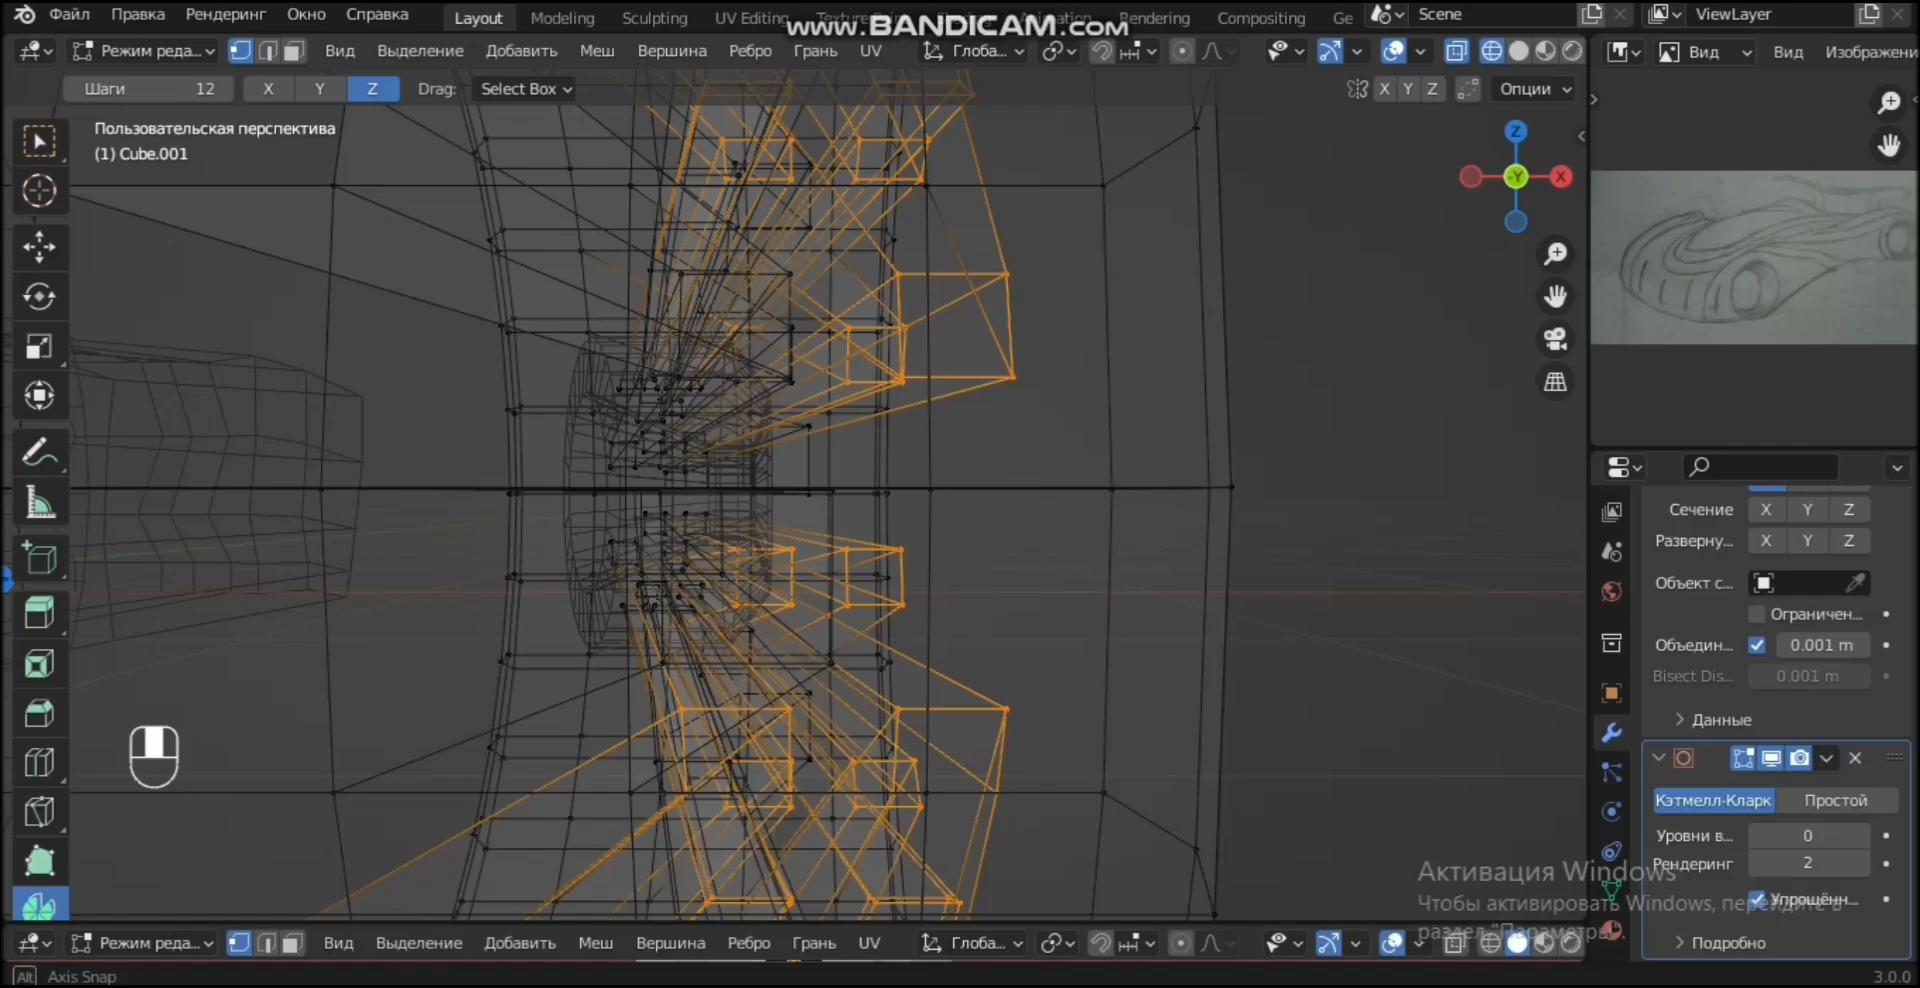 Файл Правка Рендеринг Окно Справка Layout Modeling Sculpting UV Editing Rendering Compositing Ge Scene ViewLayer
www.BANDICAM.com
Режим реда... Вид Выделение Добавить Меш Вершина Ребро Грань UV Глоба... Вид Вид Изображени
Шаги 12 X Y Z Drag: Select Box X Y Z Опции
Пользовательская перспектива
(1) Cube.001
Z
-Y X
Сечение X Y Z
Разверну... X Y Z
Объект с...
Ограничен...
Объедин... 0.001 m
Bisect Dis... 0.001 m
Данные
Кэтмелл-Кларк Простой
Уровни в... 0
Рендеринг 2
Упрощённ...
Подробно
Активация Windows
Чтобы активировать Windows, перейдите в
раздел "Параметры".
Режим реда... Вид Выделение Добавить Меш Вершина Ребро Грань UV Глоба...
Alt Axis Snap 3.0.0